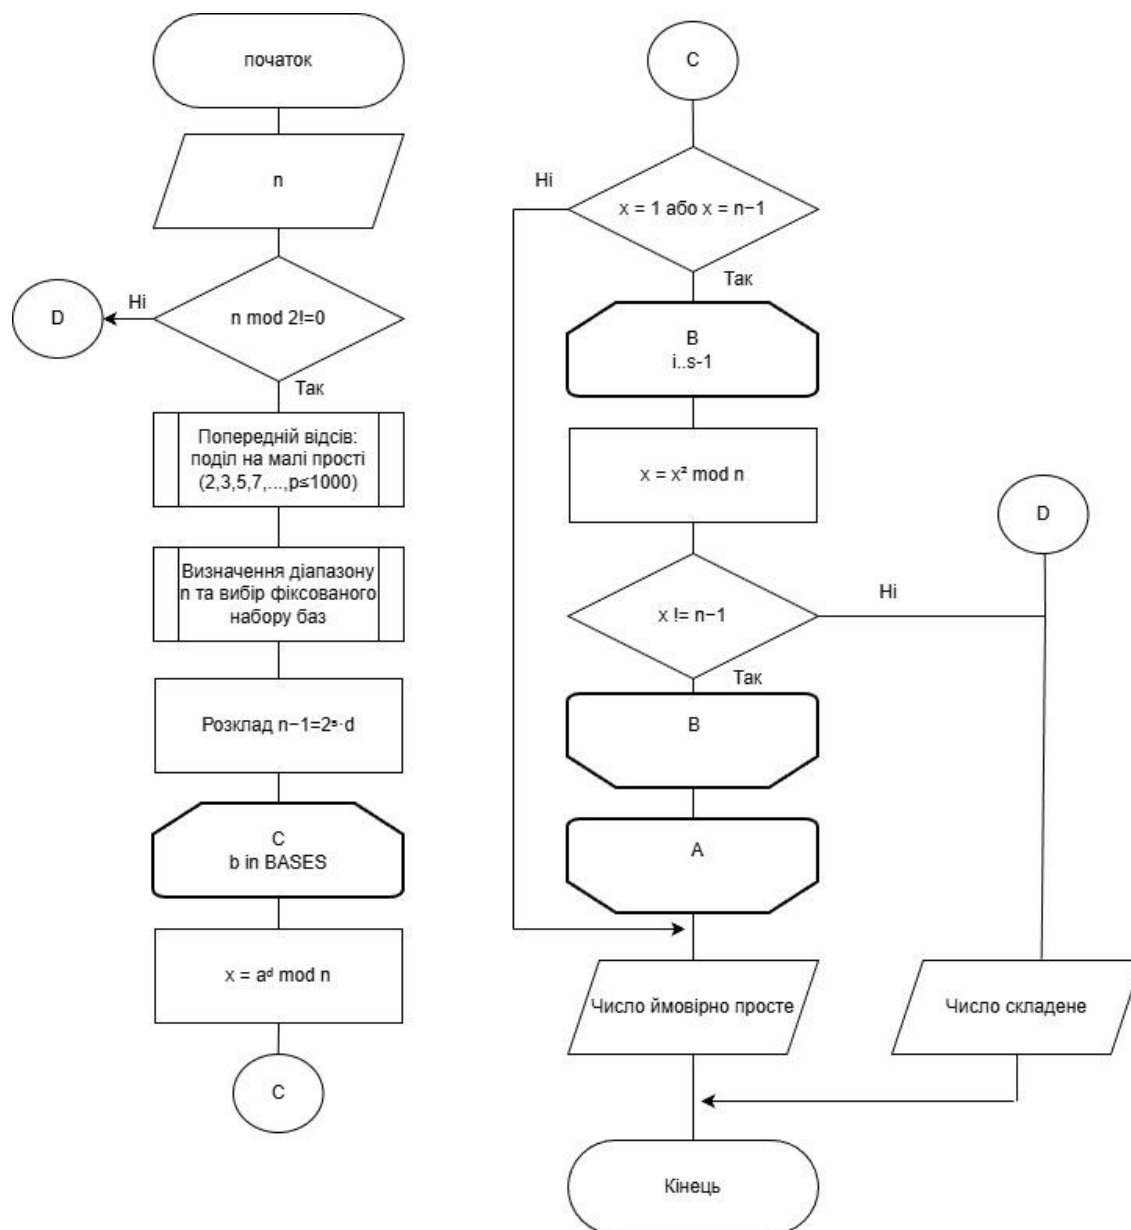 початок
n
n mod 2!=0
Ні
D
Так
Попередній відсів:
поділ на малі прості
(2,3,5,7,...,p≤1000)
Визначення діапазону
n та вибір фіксованого
набору баз
Розклад n−1=2ˢ·d
C
b in BASES
x = aᵈ mod n
C
C
x = 1 або x = n−1
Ні
Так
B
i..s-1
x = x² mod n
x != n−1
Ні
D
Так
B
A
Число ймовірно просте
Число складене
Кінець